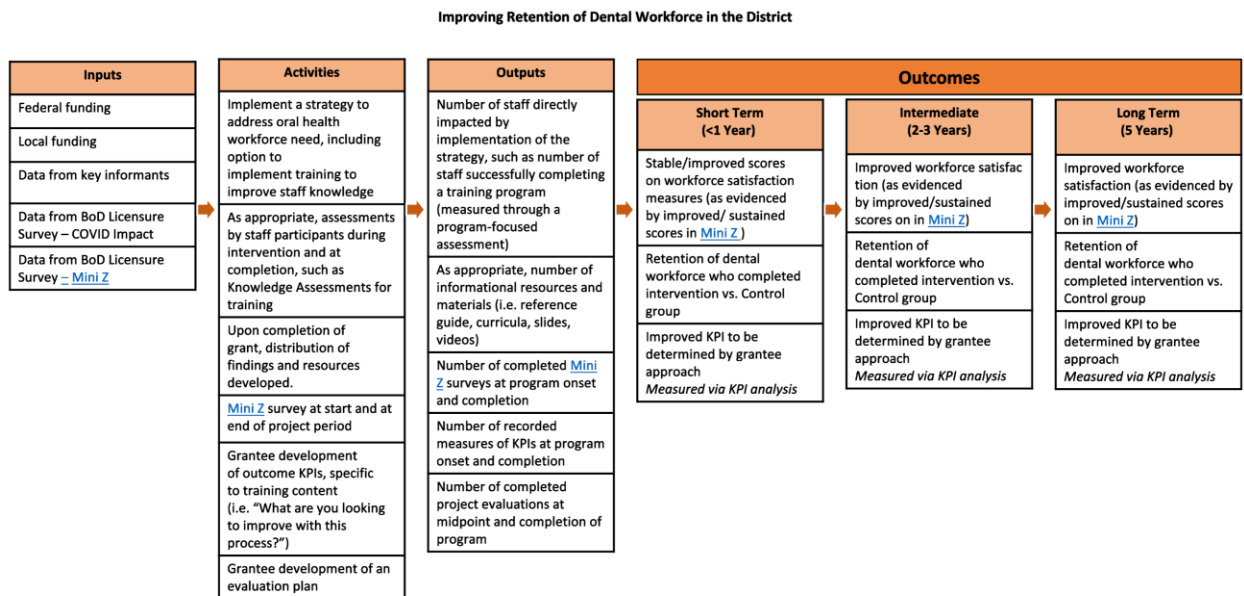 Improving Retention of Dental Workforce in the District
Inputs
Federal funding
Local funding
Data from key informants
Data from BoD Licensure
Survey – COVID Impact
Data from BoD Licensure
Survey – Mini Z
Activities
Implement a strategy to
address oral health
workforce need, including
option to
implement training to
improve staff knowledge
As appropriate, assessments
by staff participants during
intervention and at
completion, such as
Knowledge Assessments for
training
Upon completion of
grant, distribution of
findings and resources
developed.
Mini Z survey at start and at
end of project period
Grantee development
of outcome KPIs, specific
to training content
(i.e. “What are you looking
to improve with this
process?”)
Grantee development of an
evaluation plan
Outputs
Number of staff directly
impacted by
implementation of the
strategy, such as number of
staff successfully completing
a training program
(measured through a
program-focused
assessment)
As appropriate, number of
informational resources and
materials (i.e. reference
guide, curricula, slides,
videos)
Number of completed Mini
Z surveys at program onset
and completion
Number of recorded
measures of KPIs at program
onset and completion
Number of completed
project evaluations at
midpoint and completion of
program
Outcomes
Short Term
(<1 Year)
Stable/improved scores
on workforce satisfaction
measures (as evidenced
by improved/ sustained
scores in Mini Z )
Retention of dental
workforce who completed
intervention vs. Control
group
Improved KPI to be
determined by grantee
approach
Measured via KPI analysis
Intermediate
(2-3 Years)
Improved workforce satisfac
tion (as evidenced
by improved/sustained
scores on in Mini Z)
Retention of
dental workforce who
completed intervention vs.
Control group
Improved KPI to be
determined by grantee
approach
Measured via KPI analysis
Long Term
(5 Years)
Improved workforce
satisfaction (as evidenced by
improved/sustained scores
on in Mini Z)
Retention of
dental workforce who
completed intervention vs.
Control group
Improved KPI to be
determined by grantee
approach
Measured via KPI analysis